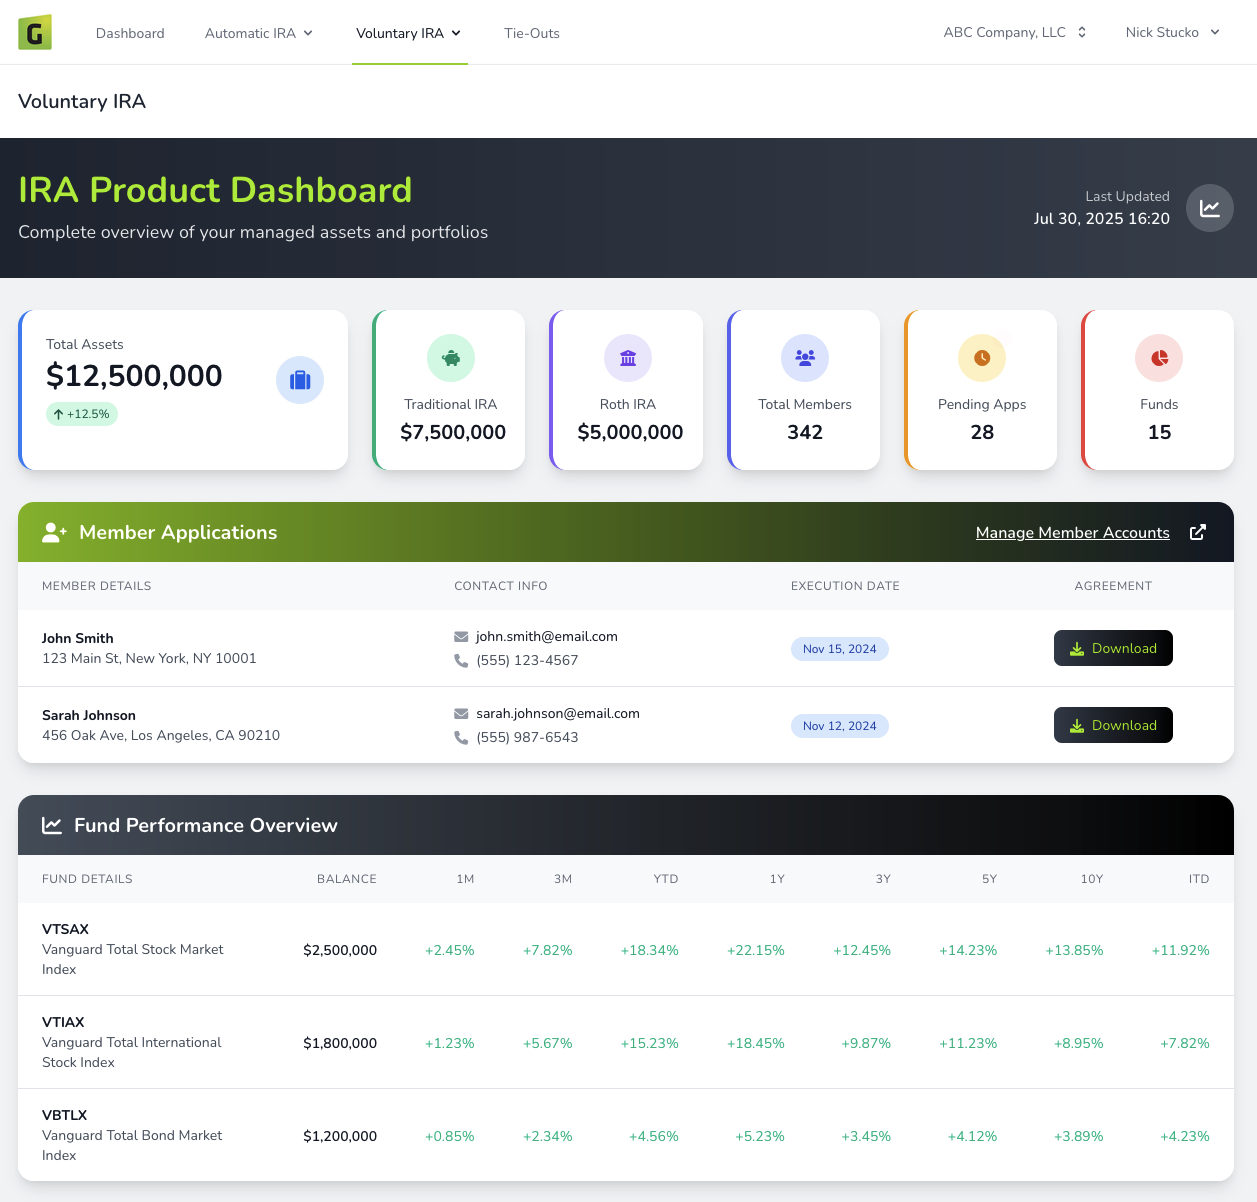 G
Dashboard
Automatic IRA
Voluntary IRA
Tie-Outs
ABC Company, LLC
Nick Stucko
Voluntary IRA
IRA Product Dashboard
Complete overview of your managed assets and portfolios
Last Updated
Jul 30, 2025 16:20
Total Assets
$12,500,000
+12.5%
Traditional IRA
$7,500,000
Roth IRA
$5,000,000
Total Members
342
Pending Apps
28
Funds
15
Member Applications
Manage Member Accounts
MEMBER DETAILS CONTACT INFO EXECUTION DATE AGREEMENT
John Smith
123 Main St, New York, NY 10001
john.smith@email.com
(555) 123-4567
Nov 15, 2024
Download
Sarah Johnson
456 Oak Ave, Los Angeles, CA 90210
sarah.johnson@email.com
(555) 987-6543
Nov 12, 2024
Download
Fund Performance Overview
FUND DETAILS BALANCE 1M 3M YTD 1Y 3Y 5Y 10Y ITD
VTSAX
Vanguard Total Stock Market
Index
$2,500,000 +2.45% +7.82% +18.34% +22.15% +12.45% +14.23% +13.85% +11.92%
VTIAX
Vanguard Total International
Stock Index
$1,800,000 +1.23% +5.67% +15.23% +18.45% +9.87% +11.23% +8.95% +7.82%
VBTLX
Vanguard Total Bond Market
Index
$1,200,000 +0.85% +2.34% +4.56% +5.23% +3.45% +4.12% +3.89% +4.23%